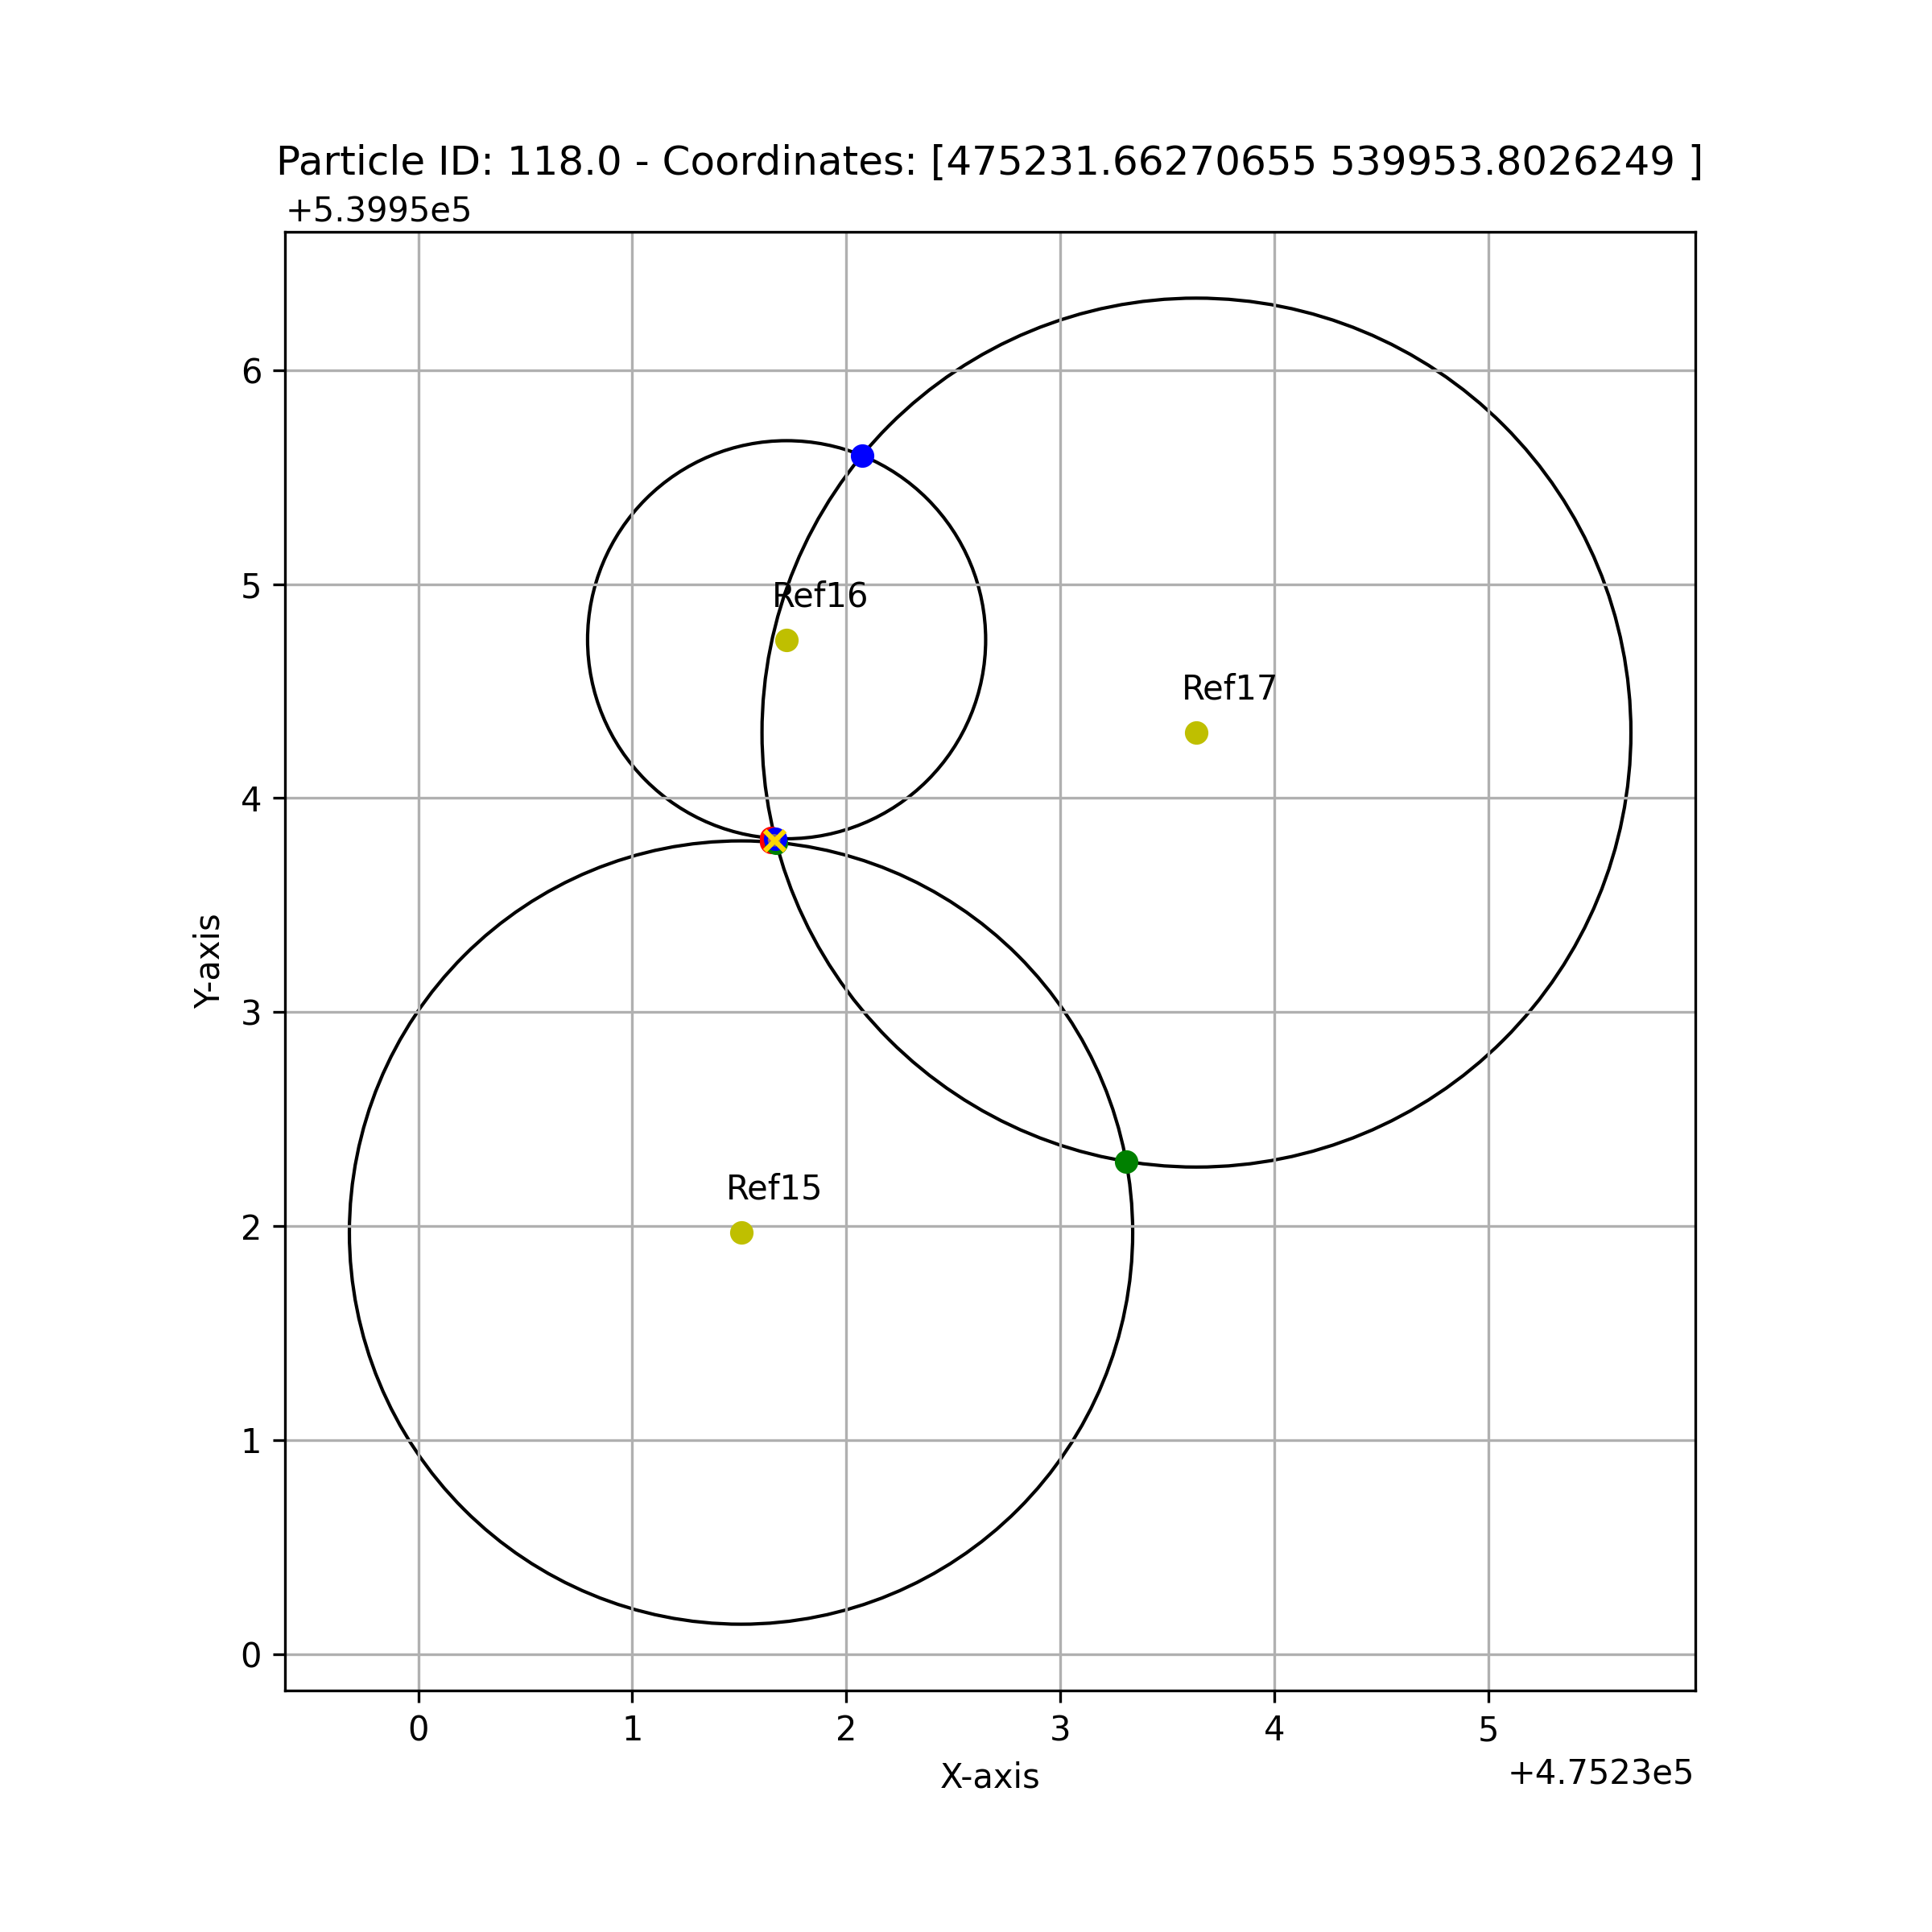 Particle ID: 118.0 - Coordinates: [475231.66270655 539953.8026249 ]
+5.3995e5
6
5
4
3
2
1
0
Y-axis
Ref16
Ref17
Ref15
0 1 2 3 4 5
X-axis
+4.7523e5